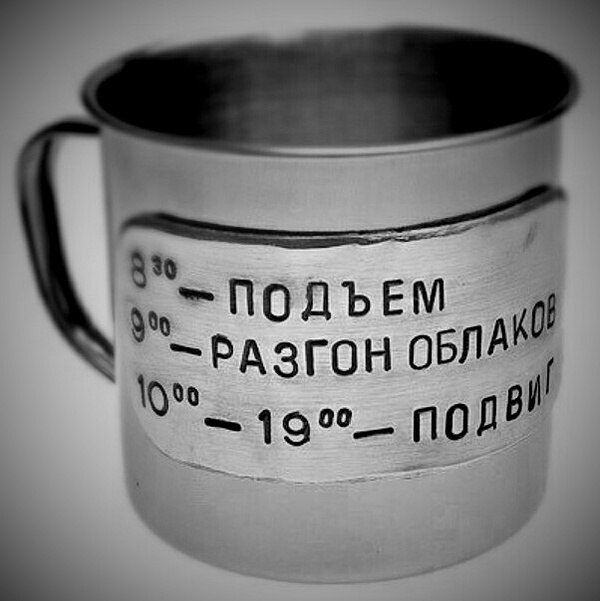 8³⁰ — ПОДЪЕМ
9⁰⁰ — РАЗГОН ОБЛАКОВ
10⁰⁰ — 19⁰⁰ — ПОДВИГ